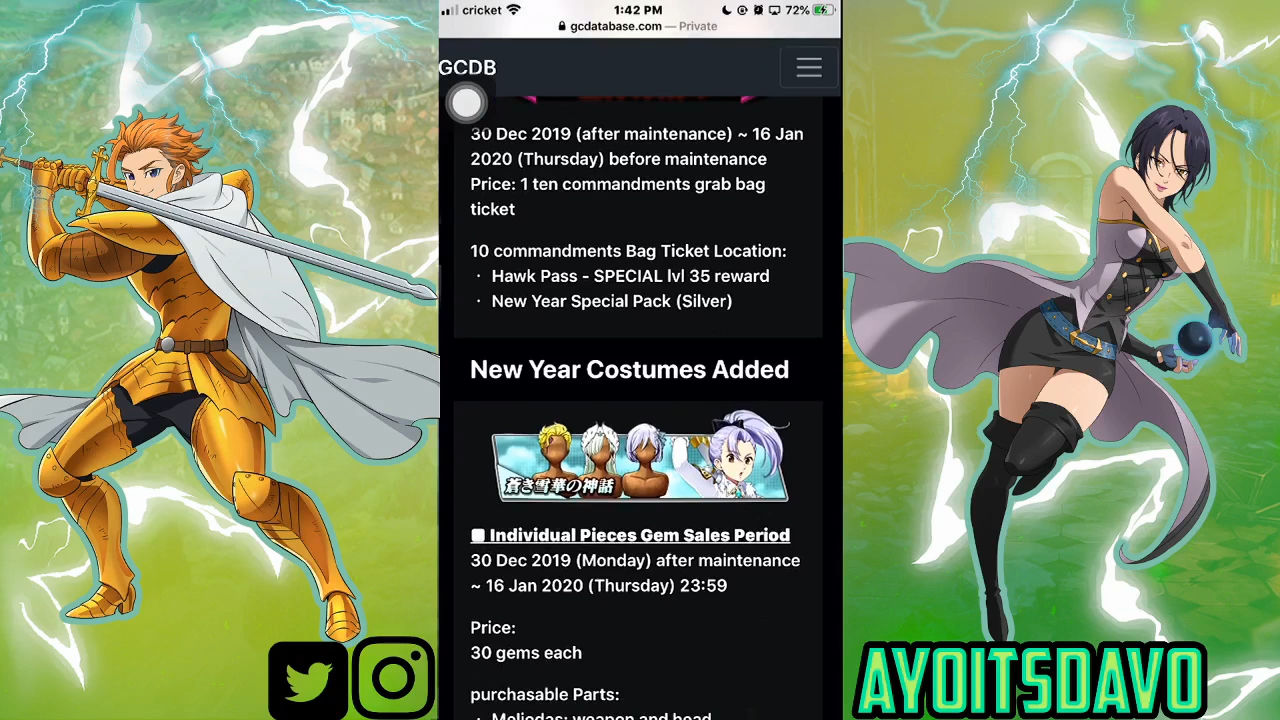 cricket
1:42 PM
72%
gcdatabase.com — Private
GCDB
30 Dec 2019 (after maintenance) ~ 16 Jan
2020 (Thursday) before maintenance
Price: 1 ten commandments grab bag
ticket
10 commandments Bag Ticket Location:
· Hawk Pass - SPECIAL lvl 35 reward
· New Year Special Pack (Silver)
New Year Costumes Added
蒼き雪華の神話
Individual Pieces Gem Sales Period
30 Dec 2019 (Monday) after maintenance
~ 16 Jan 2020 (Thursday) 23:59
Price:
30 gems each
purchasable Parts:
· Meliodas: weapon and head
AYOITSDAVO